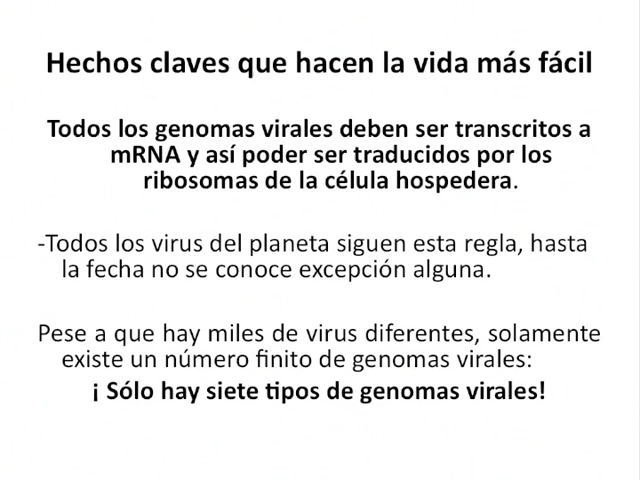 Hechos claves que hacen la vida más fácil
Todos los genomas virales deben ser transcritos a
mRNA y así poder ser traducidos por los
ribosomas de la célula hospedera.
-Todos los virus del planeta siguen esta regla, hasta
la fecha no se conoce excepción alguna.
Pese a que hay miles de virus diferentes, solamente
existe un número finito de genomas virales:
¡ Sólo hay siete tipos de genomas virales!